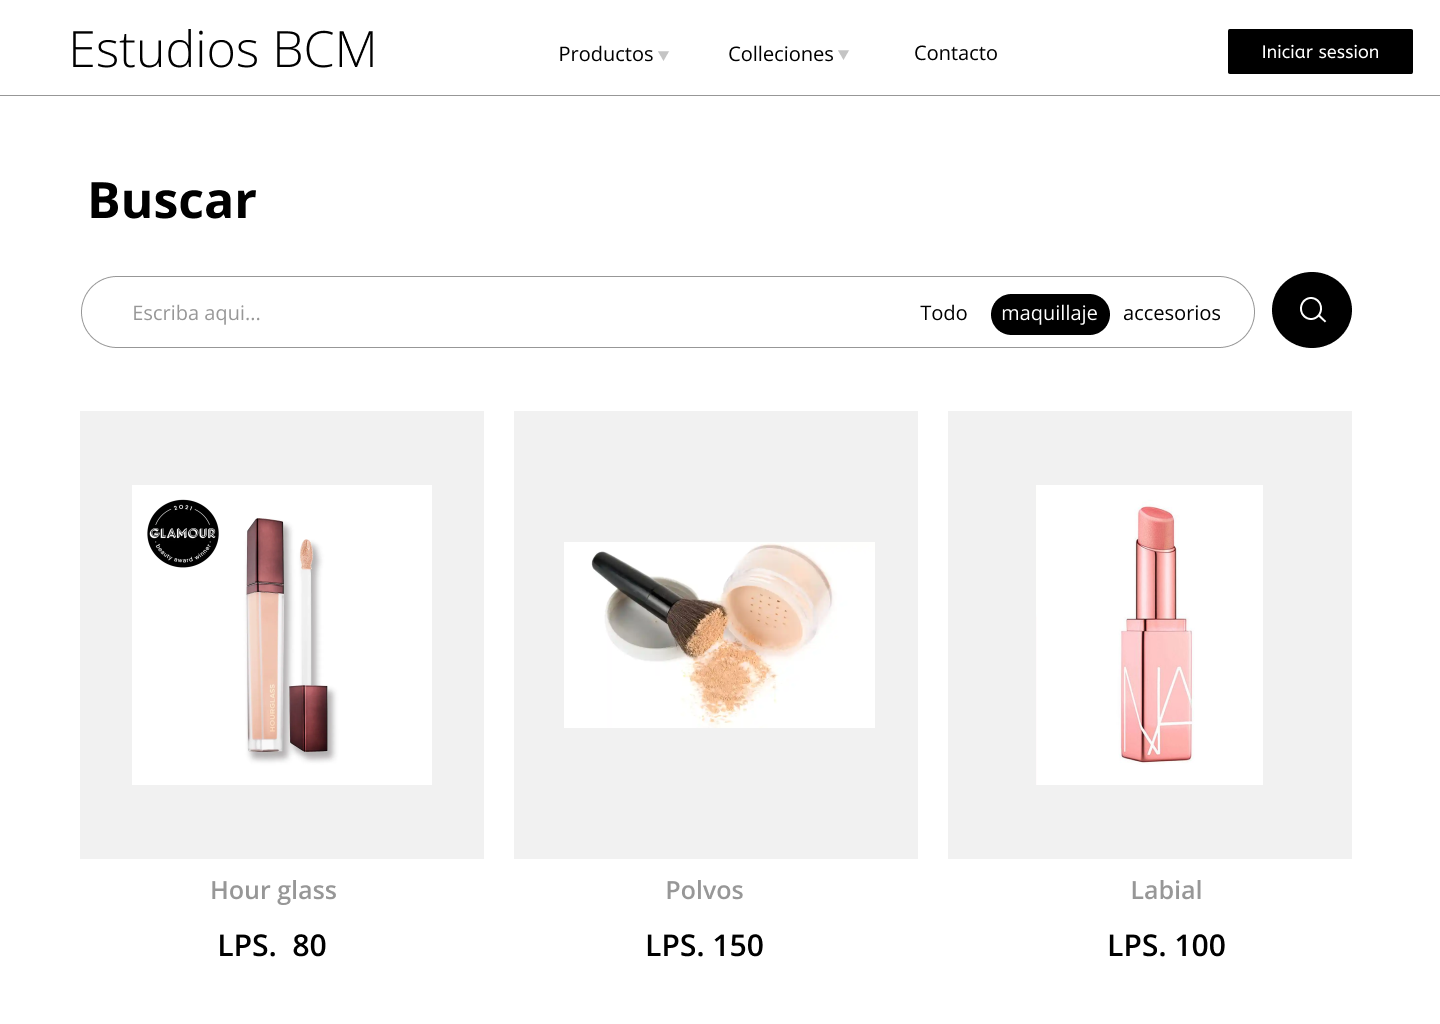 Estudios BCM
Productos
Colleciones
Contacto
Iniciar session
Buscar
Escriba aqui...
Todo
maquillaje
accesorios
2021
GLAMOUR
beauty award winner
HOURGLASS
NA
Hour glass
Polvos
Labial
LPS.  80
LPS. 150
LPS. 100